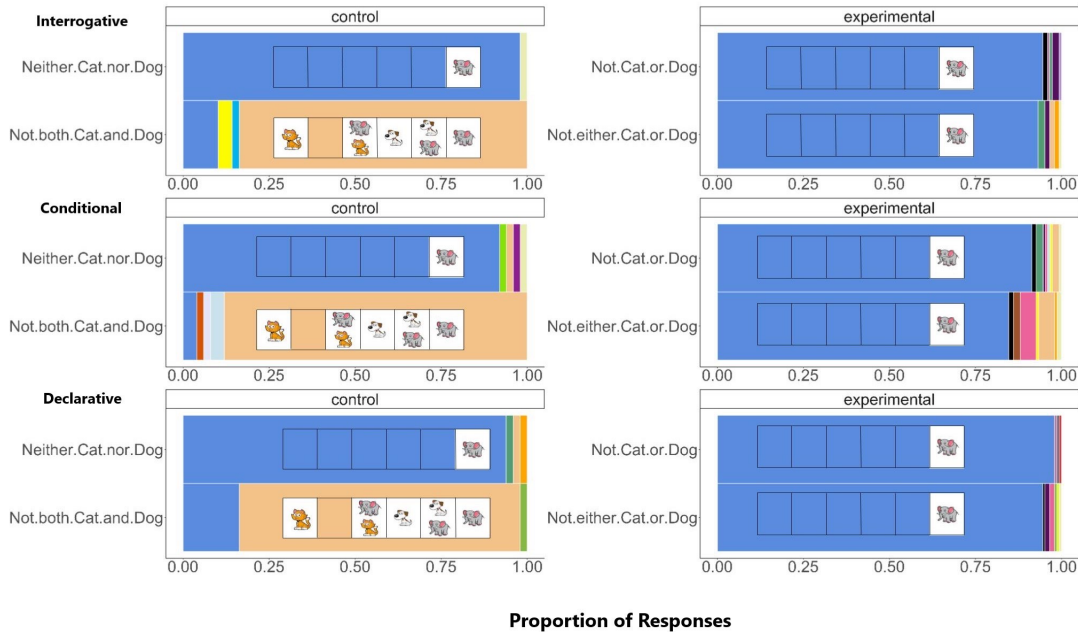 Interrogative
control
experimental
Neither.Cat.nor.Dog
Not.Cat.or.Dog
Not.both.Cat.and.Dog
Not.either.Cat.or.Dog
0.00 0.25 0.50 0.75 1.00
0.00 0.25 0.50 0.75 1.00
Conditional
control
experimental
Neither.Cat.nor.Dog
Not.Cat.or.Dog
Not.both.Cat.and.Dog
Not.either.Cat.or.Dog
0.00 0.25 0.50 0.75 1.00
0.00 0.25 0.50 0.75 1.00
Declarative
control
experimental
Neither.Cat.nor.Dog
Not.Cat.or.Dog
Not.both.Cat.and.Dog
Not.either.Cat.or.Dog
0.00 0.25 0.50 0.75 1.00
0.00 0.25 0.50 0.75 1.00
Proportion of Responses